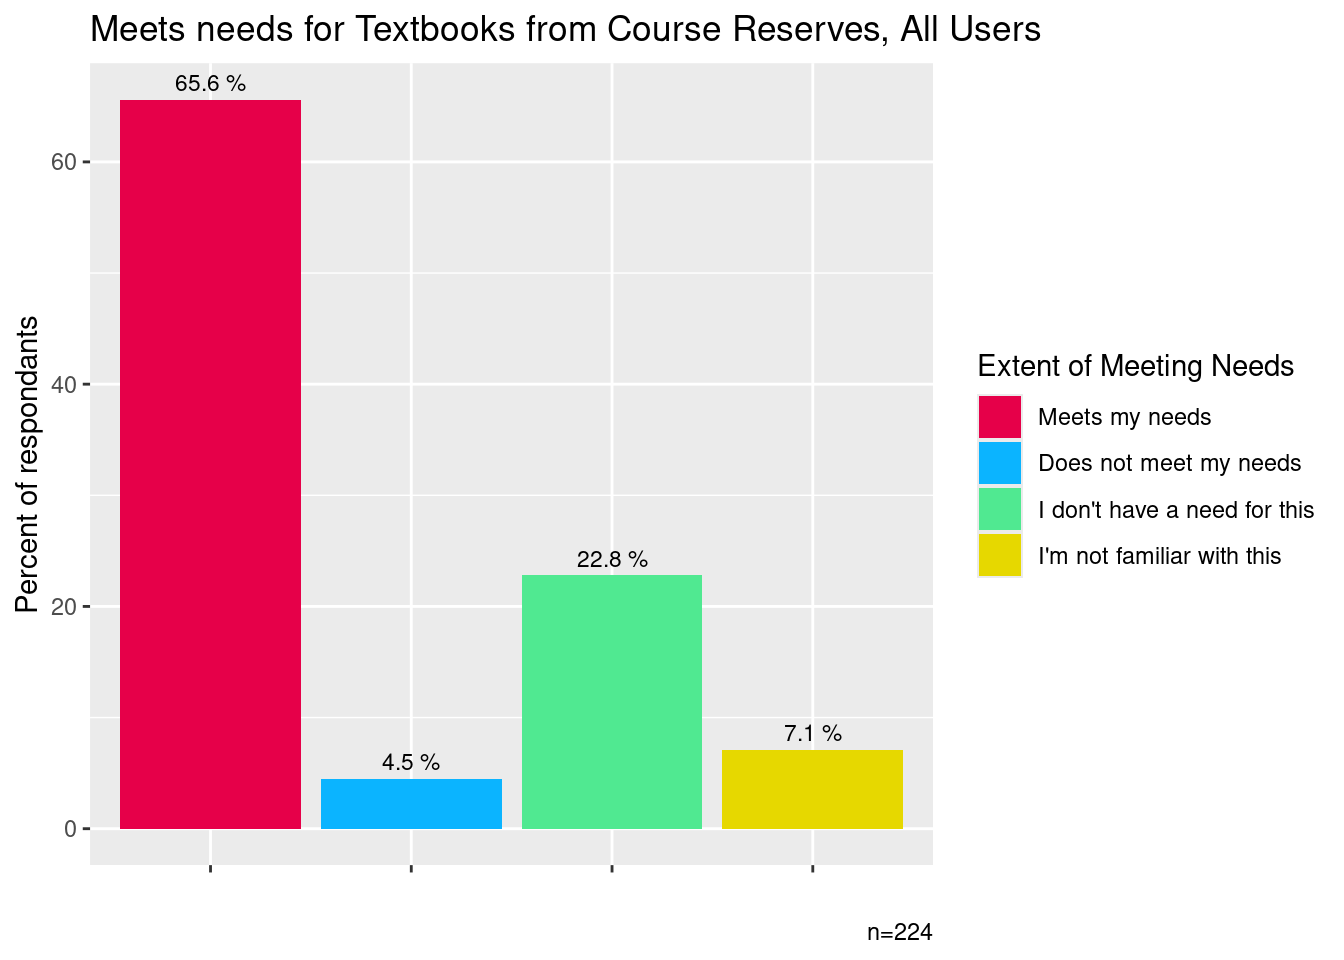 Meets needs for Textbooks from Course Reserves, All Users
65.6 %
60
40
20
0
4.5 %
22.8 %
7.1 %
Percent of respondants
Extent of Meeting Needs
Meets my needs
Does not meet my needs
I don't have a need for this
I'm not familiar with this
n=224